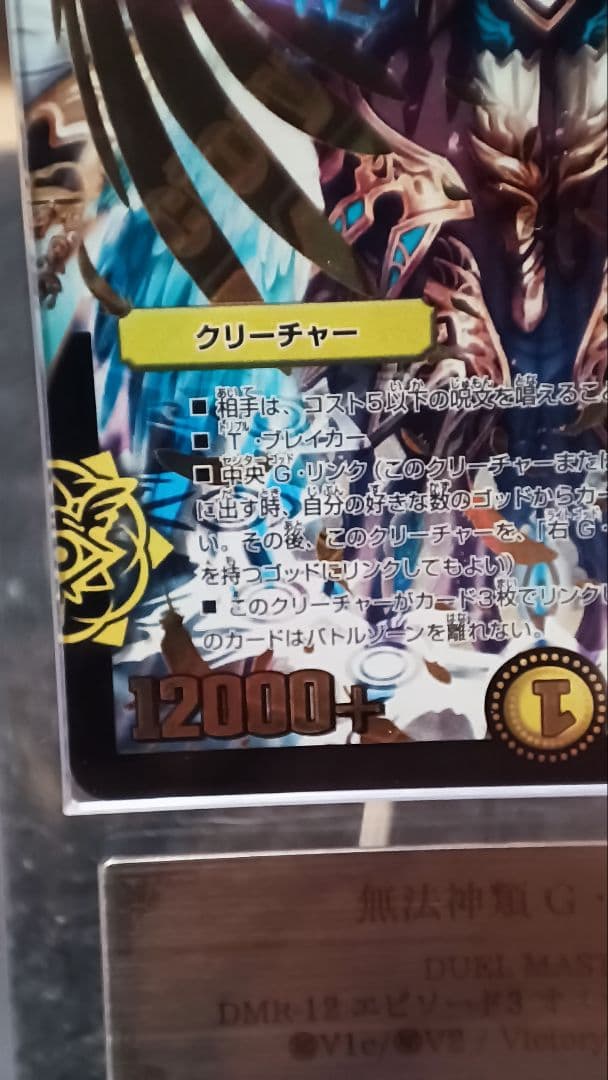 クリーチャー
■ 相手は、コスト5以下の呪文を唱えるこ
■ T・ブレイカー
■ 中央 G・リンク(このクリーチャーまた
に出す時、自分の好きな数のゴッドからカー
い。その後、このクリーチャーを、「右 G・
を持つゴッドにリンクしてもよい)
■ このクリーチャーがカード3枚でリンク
のカードはバトルゾーンを離れない。
12000+
1
無法神類 G・
DUEL MAST
DMR-12 エピソード3
V1c/ V2 / Victory